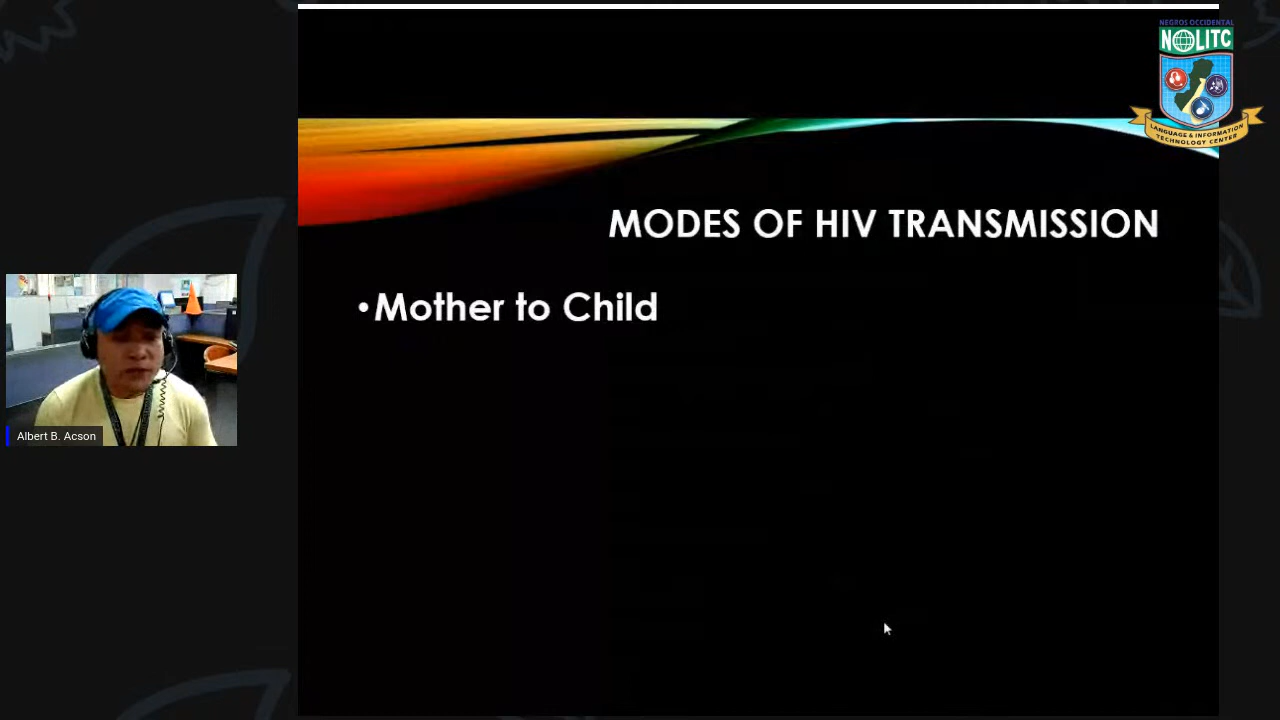 NEGROS OCCIDENTAL
NOLITC
LANGUAGE & INFORMATION
TECHNOLOGY CENTER
MODES OF HIV TRANSMISSION
•Mother to Child
Albert B. Acson